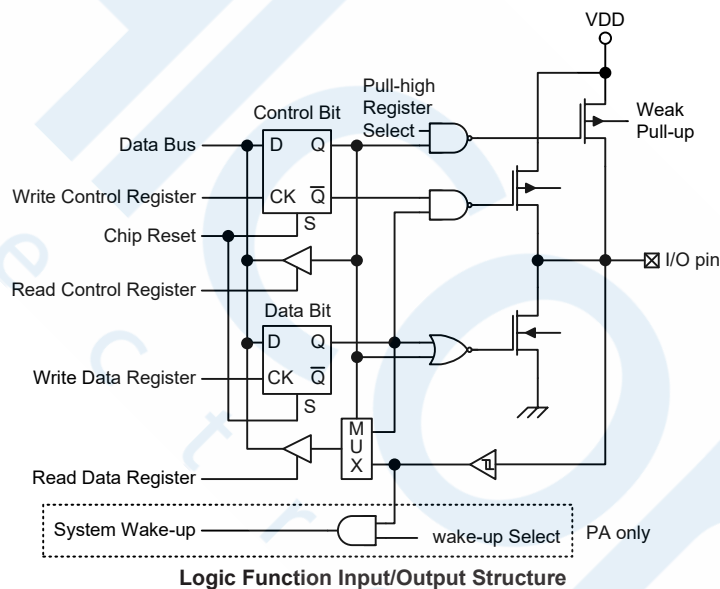 VDD
Pull-high
Register
Select
Weak
Pull-up
Control Bit
Data Bus
D Q
Write Control Register
CK Q
S
Chip Reset
I/O pin
Read Control Register
Data Bit
D Q
Write Data Register
CK Q
S
M
U
X
Read Data Register
System Wake-up
wake-up Select
PA only
Logic Function Input/Output Structure